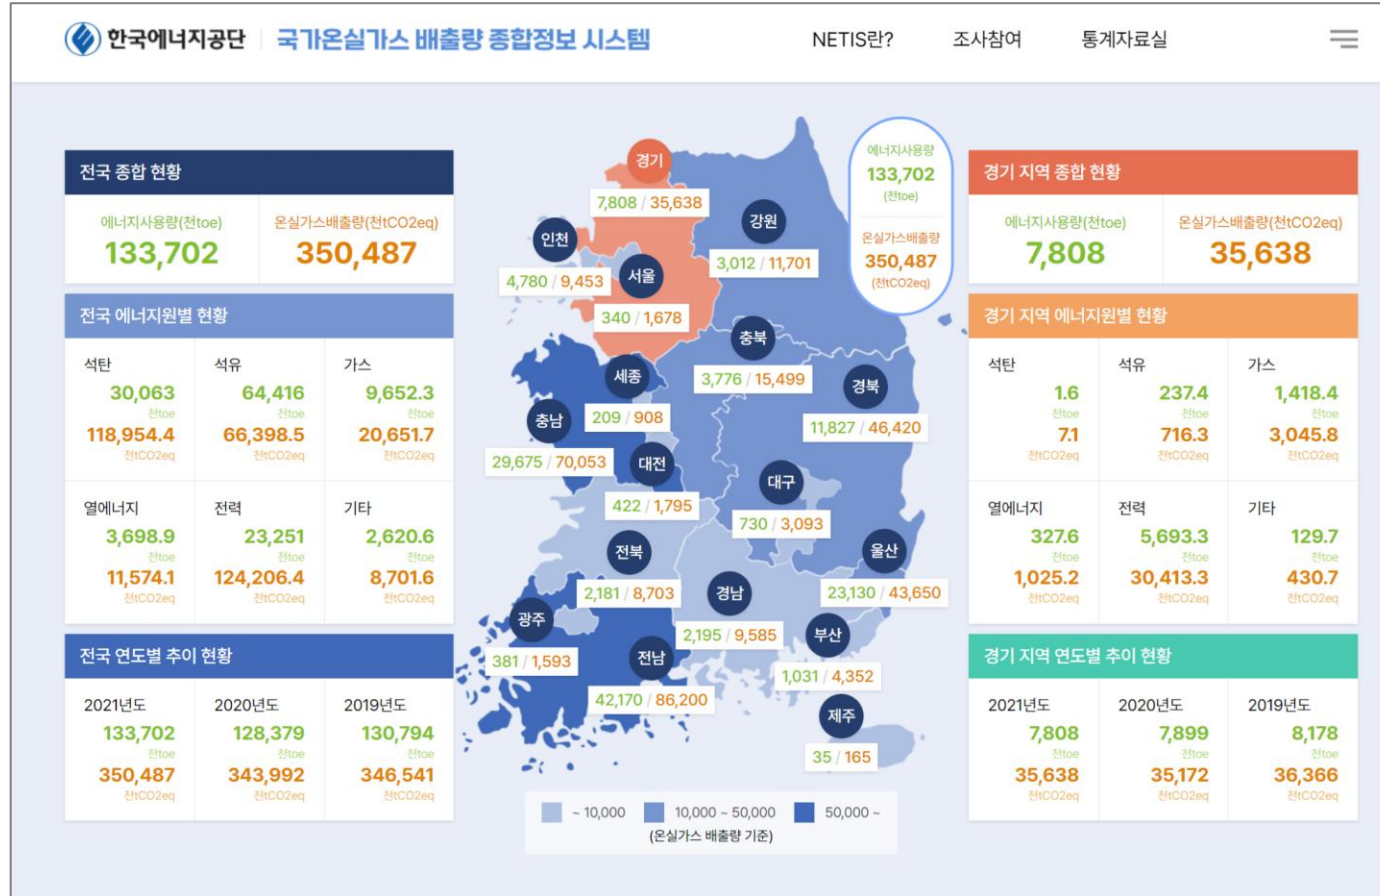 한국에너지공단 국가온실가스 배출량 종합정보 시스템 NETIS란? 조사참여 통계자료실
전국 종합 현황
에너지사용량(천toe) 온실가스배출량(천tCO2eq)
133,702 350,487
전국 에너지원별 현황
석탄 석유 가스
30,063 64,416 9,652.3
천toe 천toe 천toe
118,954.4 66,398.5 20,651.7
천tCO2eq 천tCO2eq 천tCO2eq
열에너지 전력 기타
3,698.9 23,251 2,620.6
천toe 천toe 천toe
11,574.1 124,206.4 8,701.6
천tCO2eq 천tCO2eq 천tCO2eq
전국 연도별 추이 현황
2021년도 2020년도 2019년도
133,702 128,379 130,794
천toe 천toe 천toe
350,487 343,992 346,541
천tCO2eq 천tCO2eq 천tCO2eq
경기
7,808 / 35,638
인천
4,780 / 9,453
서울
340 / 1,678
강원
3,012 / 11,701
에너지사용량
133,702
(천toe)
온실가스배출량
350,487
(천tCO2eq)
충북
3,776 / 15,499
세종
209 / 908
경북
11,827 / 46,420
충남
29,675 / 70,053
대전
422 / 1,795
대구
730 / 3,093
전북
2,181 / 8,703
울산
23,130 / 43,650
경남
2,195 / 9,585
광주
381 / 1,593
부산
1,031 / 4,352
전남
42,170 / 86,200
제주
35 / 165
~ 10,000 10,000 ~ 50,000 50,000 ~
(온실가스 배출량 기준)
경기 지역 종합 현황
에너지사용량(천toe) 온실가스배출량(천tCO2eq)
7,808 35,638
경기 지역 에너지원별 현황
석탄 석유 가스
1.6 237.4 1,418.4
천toe 천toe 천toe
7.1 716.3 3,045.8
천tCO2eq 천tCO2eq 천tCO2eq
열에너지 전력 기타
327.6 5,693.3 129.7
천toe 천toe 천toe
1,025.2 30,413.3 430.7
천tCO2eq 천tCO2eq 천tCO2eq
경기 지역 연도별 추이 현황
2021년도 2020년도 2019년도
7,808 7,899 8,178
천toe 천toe 천toe
35,638 35,172 36,366
천tCO2eq 천tCO2eq 천tCO2eq